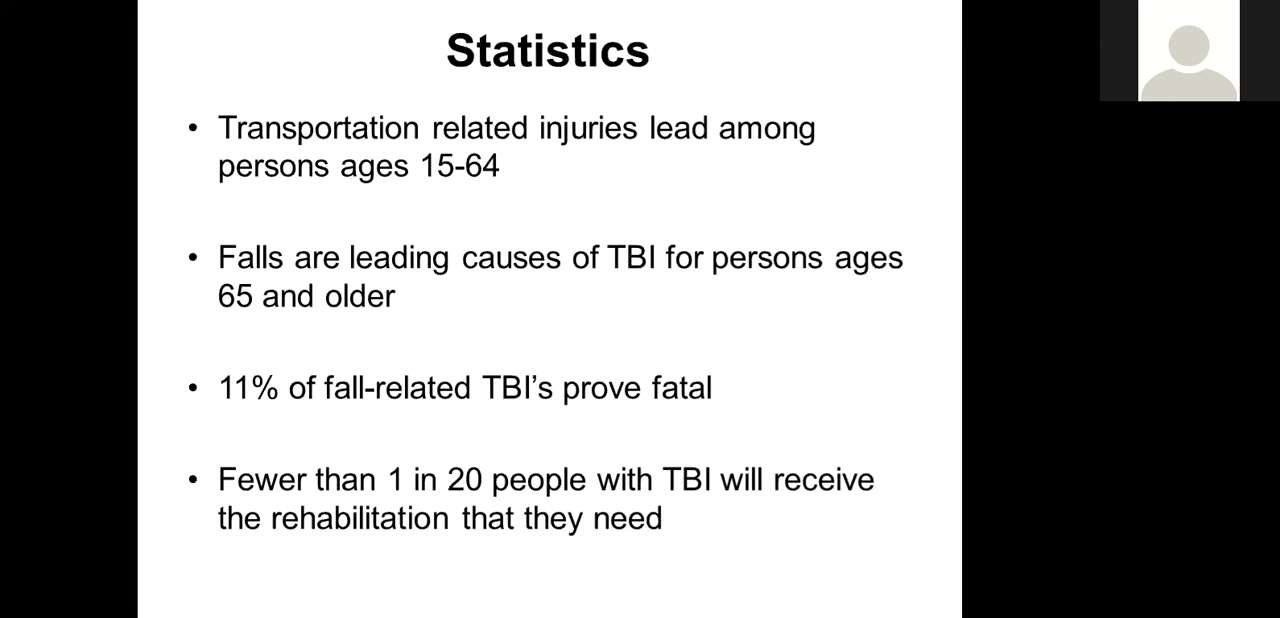 Statistics
• Transportation related injuries lead among
persons ages 15-64
• Falls are leading causes of TBI for persons ages
65 and older
• 11% of fall-related TBI’s prove fatal
• Fewer than 1 in 20 people with TBI will receive
the rehabilitation that they need